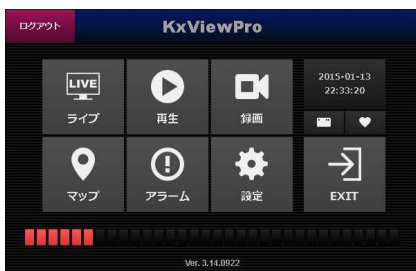 ログアウト
KxViewPro
LIVE
ライブ
再生
録画
2015-01-13
22:33:20
マップ
アラーム
設定
EXIT
Ver. 3.14.0922